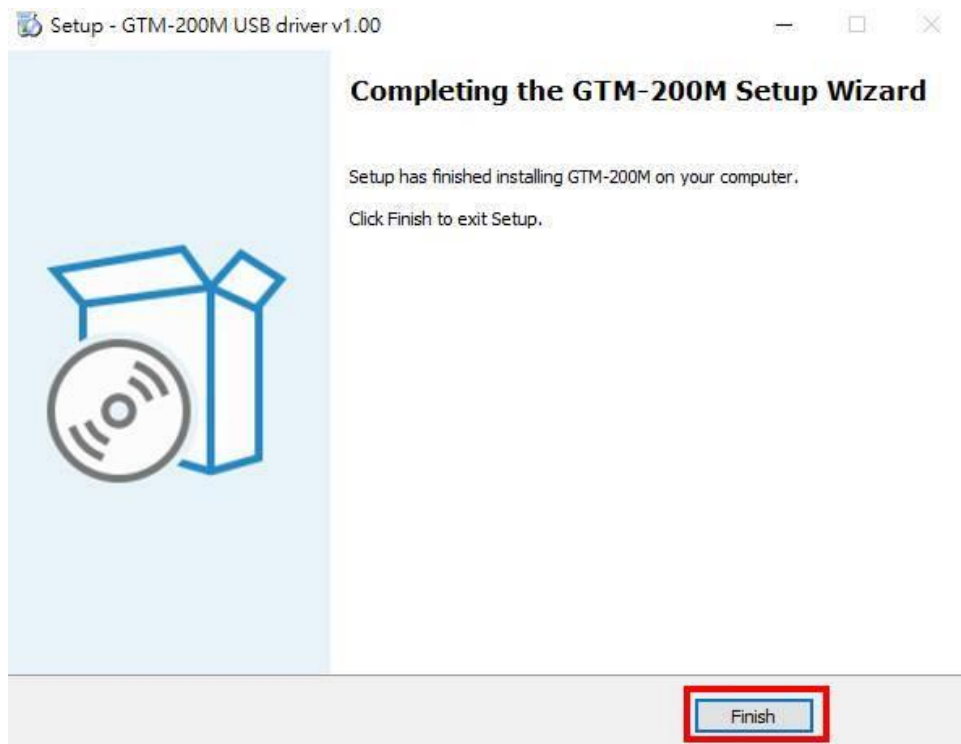 Setup - GTM-200M USB driver v1.00
Completing the GTM-200M Setup Wizard
Setup has finished installing GTM-200M on your computer.
Click Finish to exit Setup.
Finish